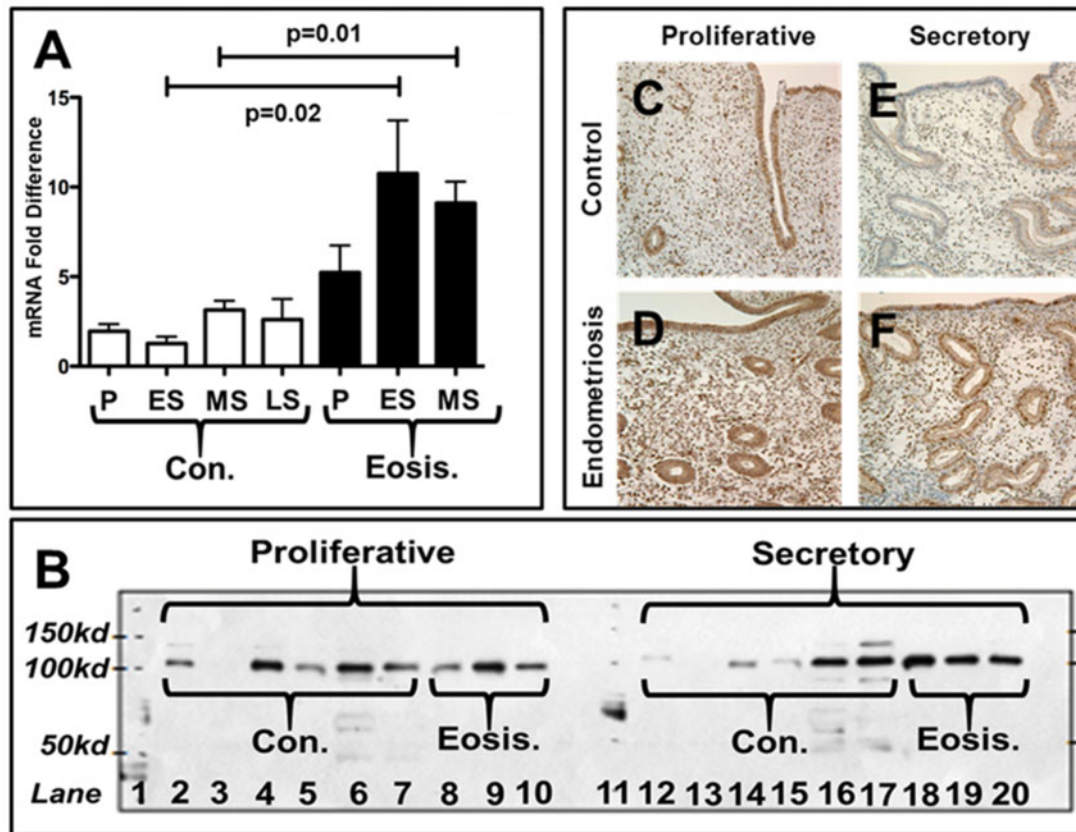 A
p=0.01
p=0.02
mRNA Fold Difference
15
10
5
0
P ES MS LS P ES MS
Con. Eosis.
Proliferative Secretory
Control
C E
Endometriosis
D F
B
Proliferative Secretory
150kd
100kd
50kd
Con. Eosis. Con. Eosis.
Lane 1 2 3 4 5 6 7 8 9 10 11 12 13 14 15 16 17 18 19 20